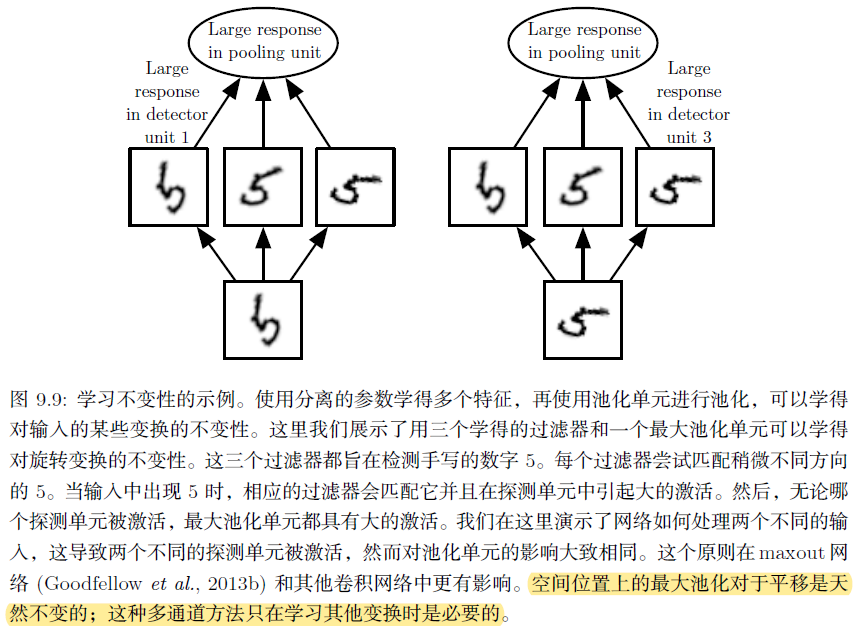 Large response
in pooling unit
Large response
in pooling unit
Large
response
in detector
unit 1
Large
response
in detector
unit 3
5
5
5
5
5
5
5
5
图 9.9: 学习不变性的示例。使用分离的参数学得多个特征，再使用池化单元进行池化，可以学得
对输入的某些变换的不变性。这里我们展示了用三个学得的过滤器和一个最大池化单元可以学得
对旋转变换的不变性。这三个过滤器都旨在检测手写的数字 5。每个过滤器尝试匹配稍微不同方向
的 5。当输入中出现 5 时，相应的过滤器会匹配它并且在探测单元中引起大的激活。然后，无论哪
个探测单元被激活，最大池化单元都具有大的激活。我们在这里演示了网络如何处理两个不同的输
入，这导致两个不同的探测单元被激活，然而对池化单元的影响大致相同。这个原则在 maxout 网
络 (Goodfellow et al., 2013b) 和其他卷积网络中更有影响。空间位置上的最大池化对于平移是天
然不变的；这种多通道方法只在学习其他变换时是必要的。